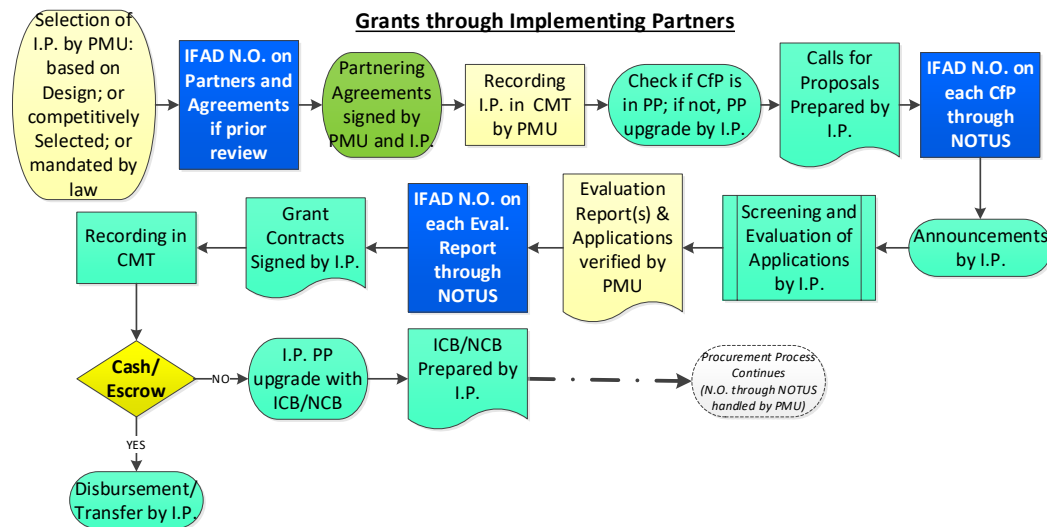 Grants through Implementing Partners
Selection of
I.P. by PMU:
based on
Design; or
competitively
Selected; or
mandated by
law
IFAD N.O. on
Partners and
Agreements
if prior
review
Partnering
Agreements
signed by
PMU and I.P.
Recording
I.P. in CMT
by PMU
Check if CfP is
in PP; if not, PP
upgrade by I.P.
Calls for
Proposals
Prepared by
I.P.
IFAD N.O. on
each CfP
through
NOTUS
Announcements
by I.P.
Screening and
Evaluation of
Applications
by I.P.
Evaluation
Report(s) &
Applications
verified by
PMU
IFAD N.O. on
each Eval.
Report
through
NOTUS
Grant
Contracts
Signed by I.P.
Recording in
CMT
Cash/
Escrow
NO
I.P. PP
upgrade with
ICB/NCB
ICB/NCB
Prepared by
I.P.
Procurement Process
Continues
(N.O. through NOTUS
handled by PMU)
YES
Disbursement/
Transfer by I.P.